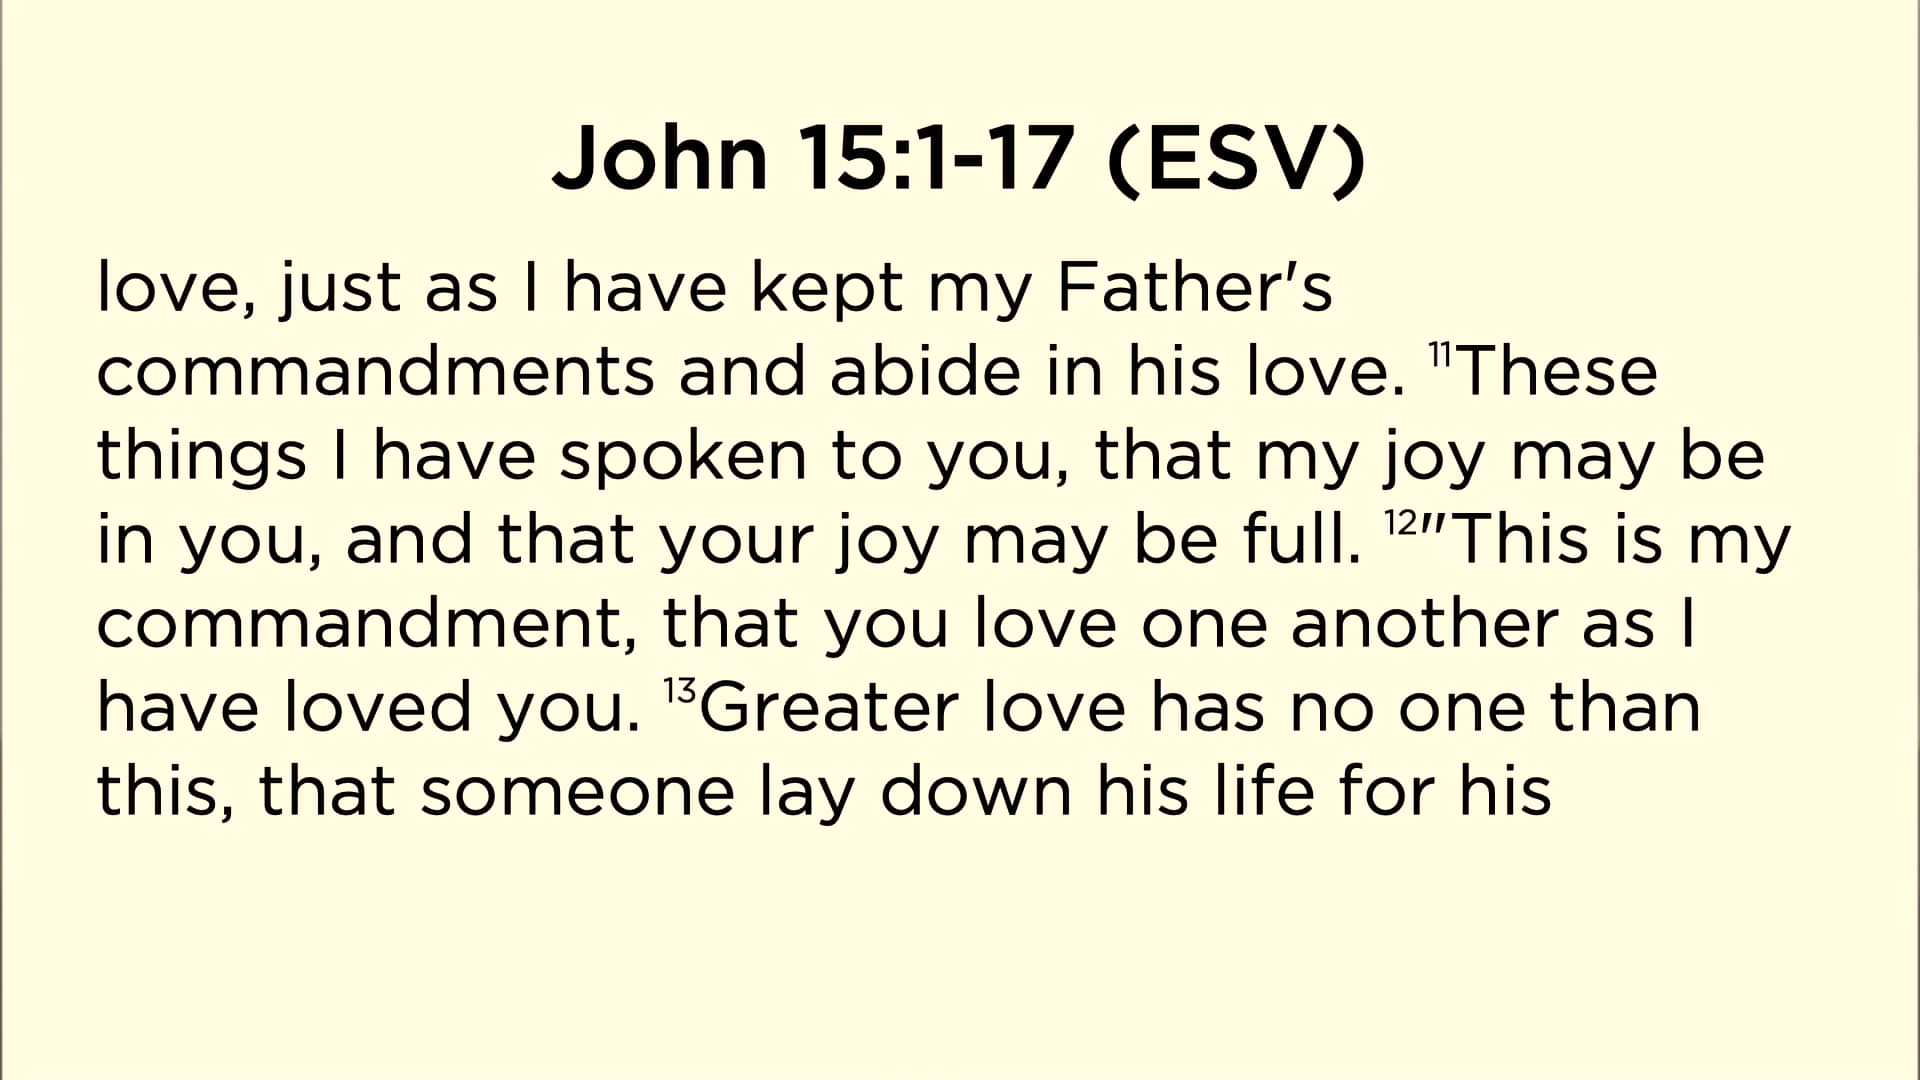 John 15:1-17 (ESV)
love, just as I have kept my Father's
commandments and abide in his love. ¹¹These
things I have spoken to you, that my joy may be
in you, and that your joy may be full. ¹²"This is my
commandment, that you love one another as I
have loved you. ¹³Greater love has no one than
this, that someone lay down his life for his